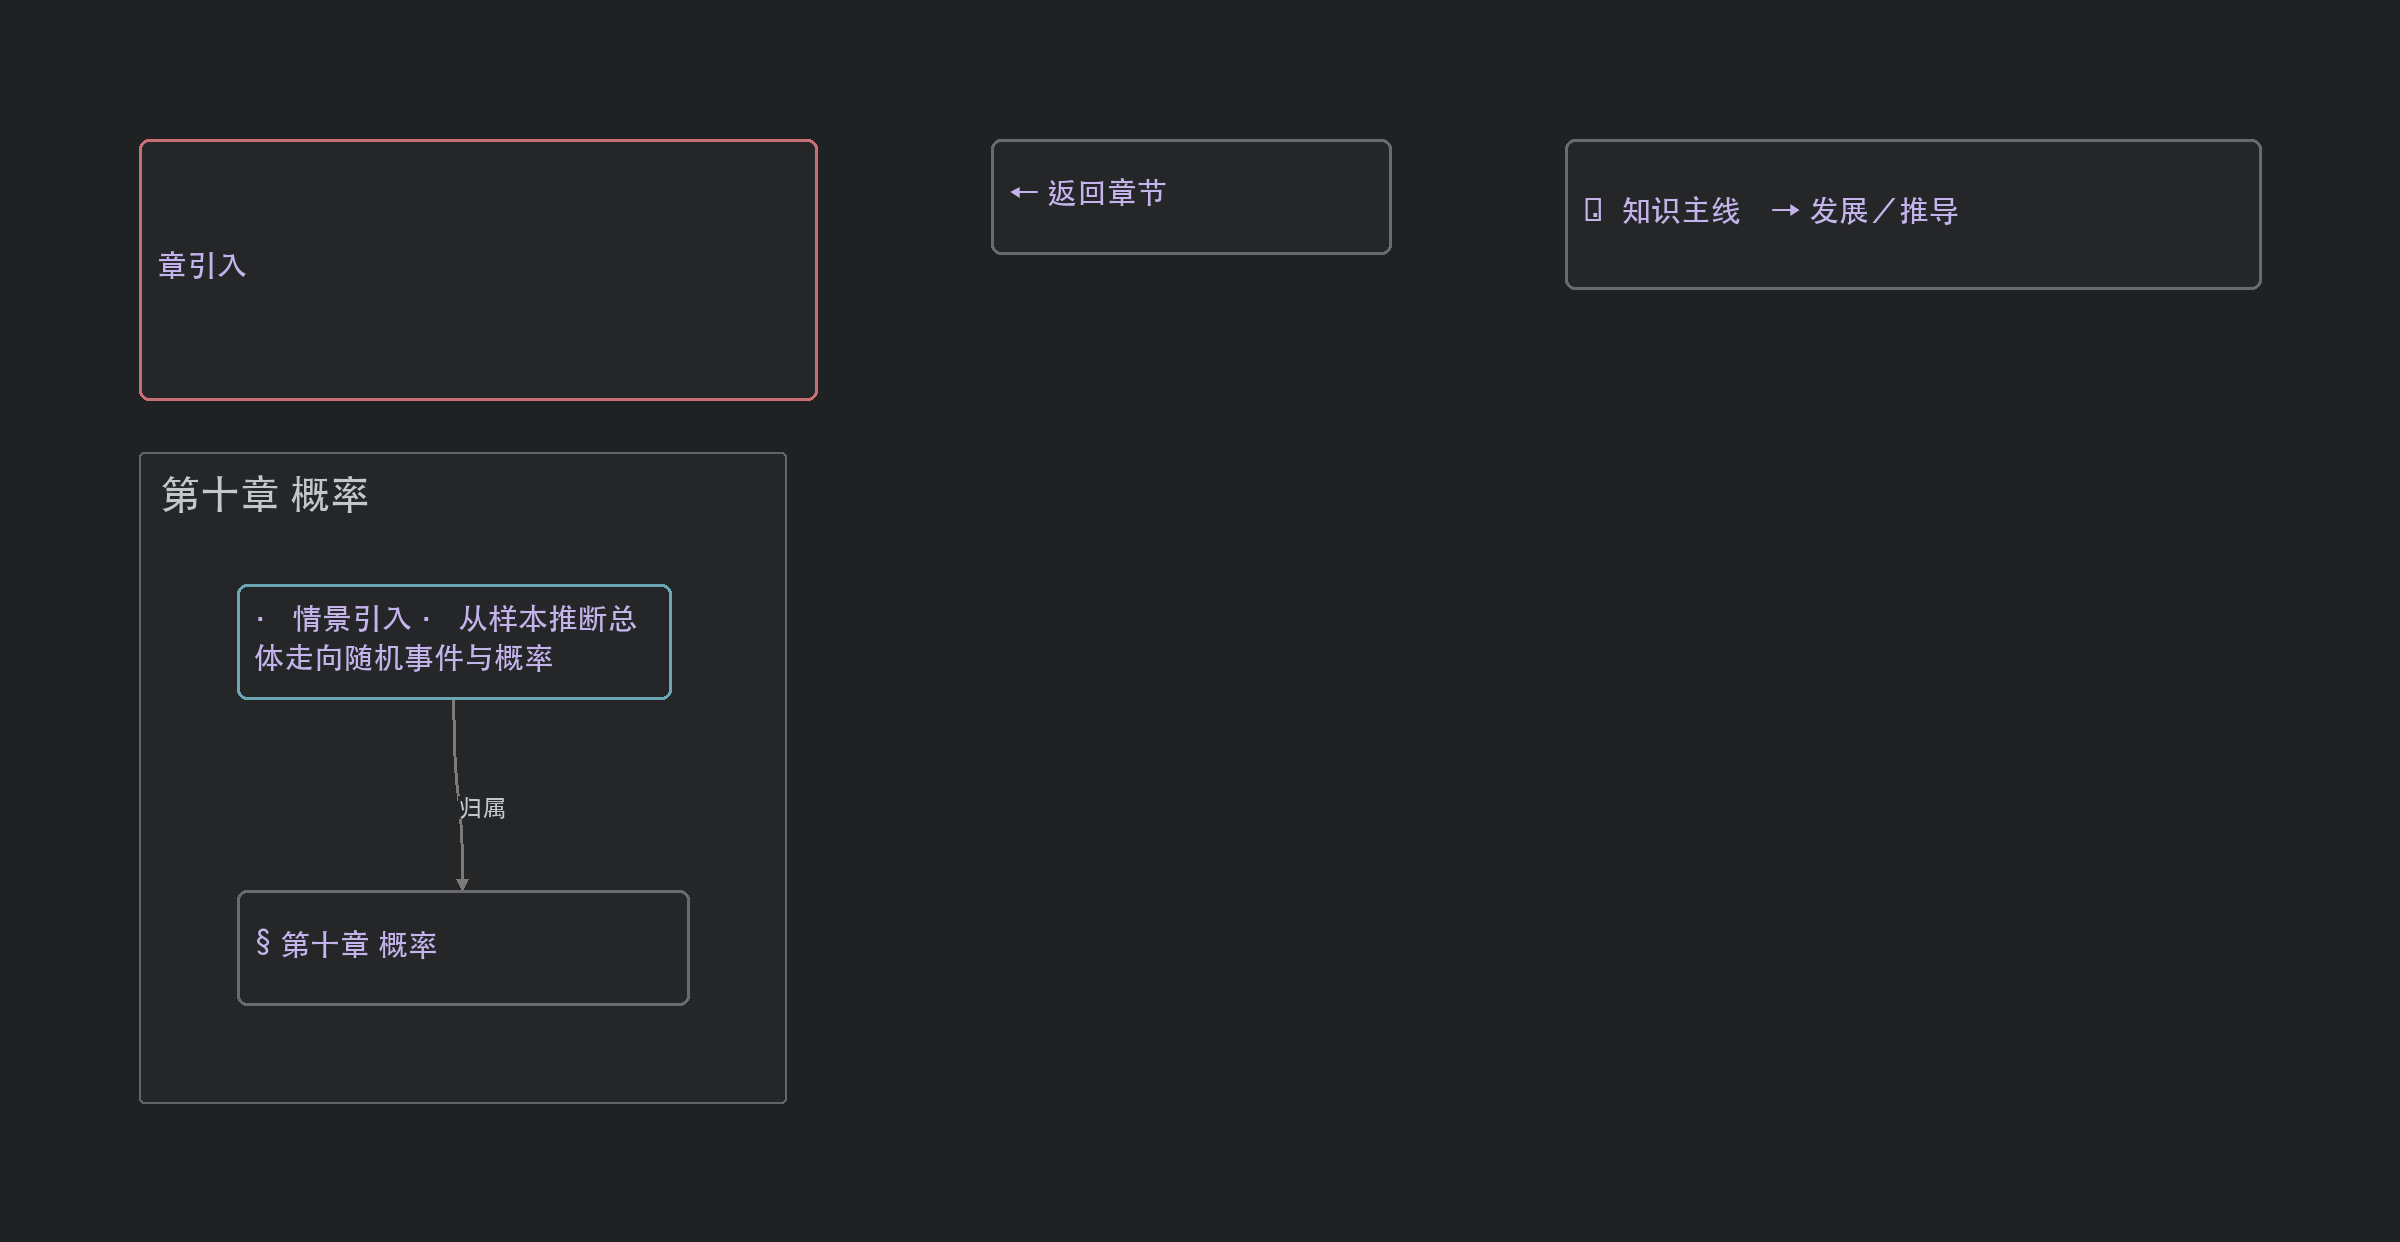 章引入
← 返回章节
知识主线 → 发展／推导
第十章 概率
· 情景引入 · 从样本推断总
体走向随机事件与概率
归属
§ 第十章 概率